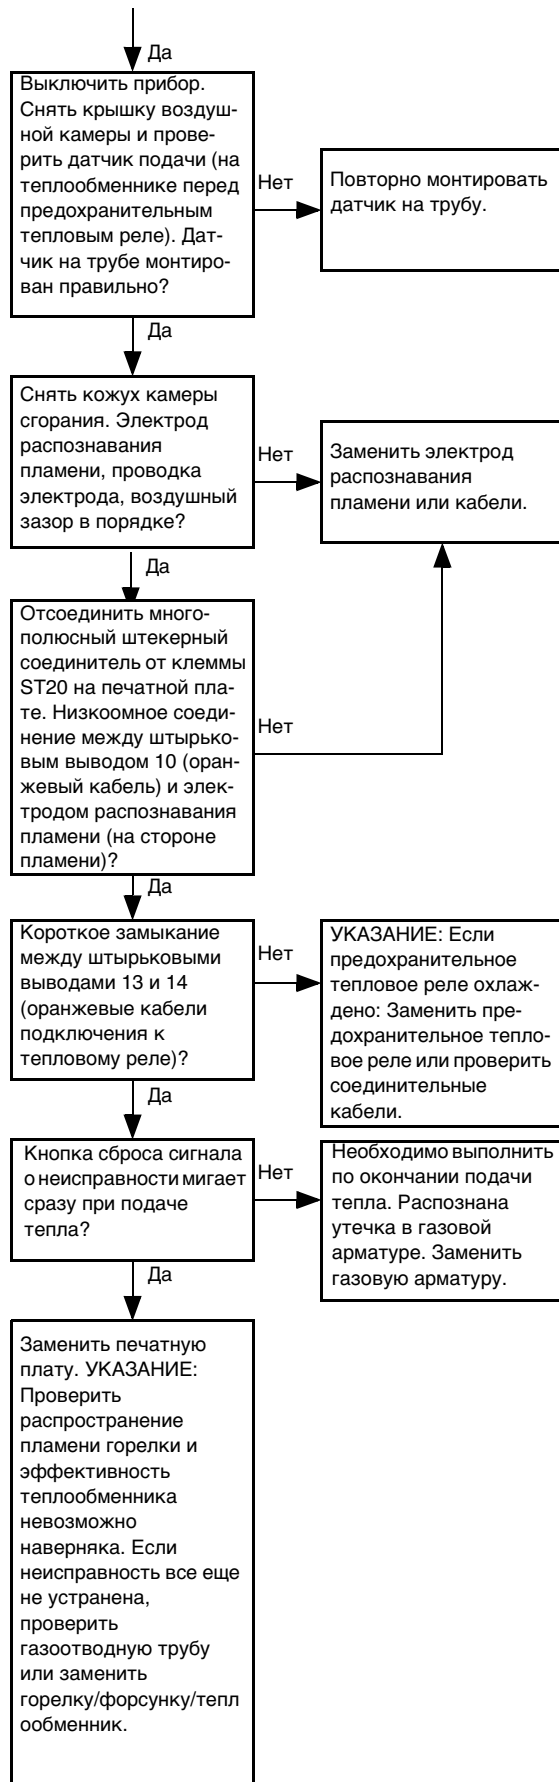 Да
Выключить прибор.
Снять крышку воздуш-
ной камеры и прове-
рить датчик подачи (на
теплообменнике перед
предохранительным
тепловым реле). Дат-
чик на трубе монтиро-
ван правильно?
Нет
Повторно монтировать
датчик на трубу.
Да
Снять кожух камеры
сгорания. Электрод
распознавания
пламени, проводка
электрода, воздушный
зазор в порядке?
Нет
Заменить электрод
распознавания
пламени или кабели.
Да
Отсоединить много-
полюсный штекерный
соединитель от клеммы
ST20 на печатной пла-
те. Низкоомное соеди-
нение между штырько-
вым выводом 10 (оран-
жевый кабель) и элек-
тродом распознавания
пламени (на стороне
пламени)?
Нет
Да
Короткое замыкание
между штырьковыми
выводами 13 и 14
(оранжевые кабели
подключения к
тепловому реле)?
Нет
УКАЗАНИЕ: Если
предохранительное
тепловое реле охлаж-
дено: Заменить пре-
дохранительное тепло-
вое реле или проверить
соединительные
кабели.
Да
Кнопка сброса сигнала
о неисправности мигает
сразу при подаче
тепла?
Нет
Необходимо выполнить
по окончании подачи
тепла. Распознана
утечка в газовой
арматуре. Заменить
газовую арматуру.
Да
Заменить печатную
плату. УКАЗАНИЕ:
Проверить
распространение
пламени горелки и
эффективность
теплообменника
невозможно
наверняка. Если
неисправность все еще
не устранена,
проверить
газоотводную трубу
или заменить
горелку/форсунку/тепл
ообменник.